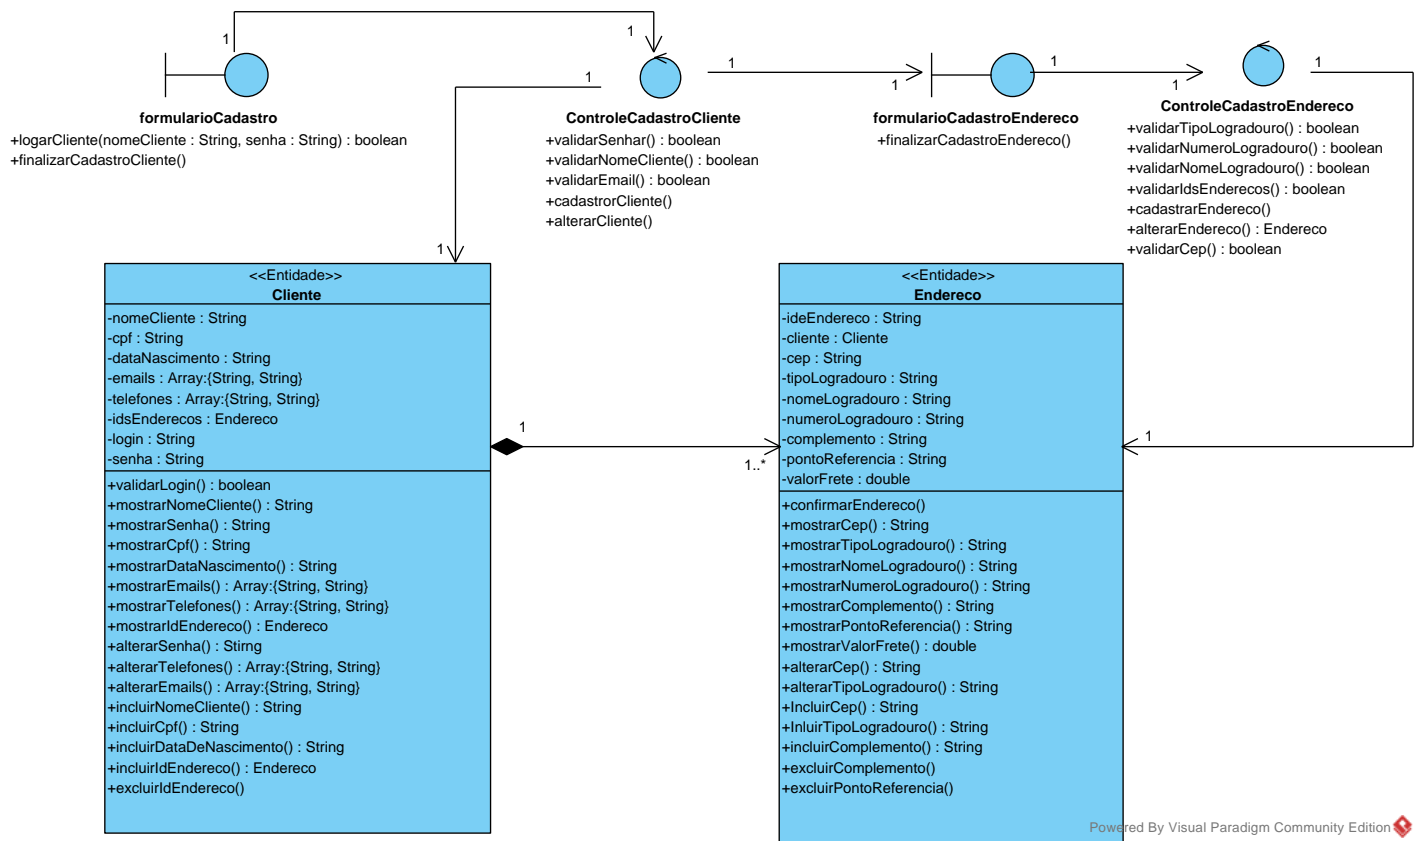 1
1
formularioCadastro
+logarCliente(nomeCliente : String, senha : String) : boolean
+finalizarCadastroCliente()
1
1
1
1
ControleCadastroCliente
+validarSenhar() : boolean
+validarNomeCliente() : boolean
+validarEmail() : boolean
+cadastrorCliente()
+alterarCliente()
1
1
formularioCadastroEndereco
+finalizarCadastroEndereco()
1
1
ControleCadastroEndereco
+validarTipoLogradouro() : boolean
+validarNumeroLogradouro() : boolean
+validarNomeLogradouro() : boolean
+validarIdsEnderecos() : boolean
+cadastrarEndereco()
+alterarEndereco() : Endereco
+validarCep() : boolean
<<Entidade>>
Cliente
-nomeCliente : String
-cpf : String
-dataNascimento : String
-emails : Array:{String, String}
-telefones : Array:{String, String}
-idsEnderecos : Endereco
-login : String
-senha : String
+validarLogin() : boolean
+mostrarNomeCliente() : String
+mostrarSenha() : String
+mostrarCpf() : String
+mostrarDataNascimento() : String
+mostrarEmails() : Array:{String, String}
+mostrarTelefones() : Array:{String, String}
+mostrarIdEndereco() : Endereco
+alterarSenha() : Stirng
+alterarTelefones() : Array:{String, String}
+alterarEmails() : Array:{String, String}
+incluirNomeCliente() : String
+incluirCpf() : String
+incluirDataDeNascimento() : String
+incluirIdEndereco() : Endereco
+excluirIdEndereco()
1
1..*
<<Entidade>>
Endereco
-ideEndereco : String
-cliente : Cliente
-cep : String
-tipoLogradouro : String
-nomeLogradouro : String
-numeroLogradouro : String
-complemento : String
-pontoReferencia : String
-valorFrete : double
+confirmarEndereco()
+mostrarCep() : String
+mostrarTipoLogradouro() : String
+mostrarNomeLogradouro() : String
+mostrarNumeroLogradouro() : String
+mostrarComplemento() : String
+mostrarPontoReferencia() : String
+mostrarValorFrete() : double
+alterarCep() : String
+alterarTipoLogradouro() : String
+IncluirCep() : String
+InluirTipoLogradouro() : String
+incluirComplemento() : String
+excluirComplemento()
+excluirPontoReferencia()
Powered By Visual Paradigm Community Edition